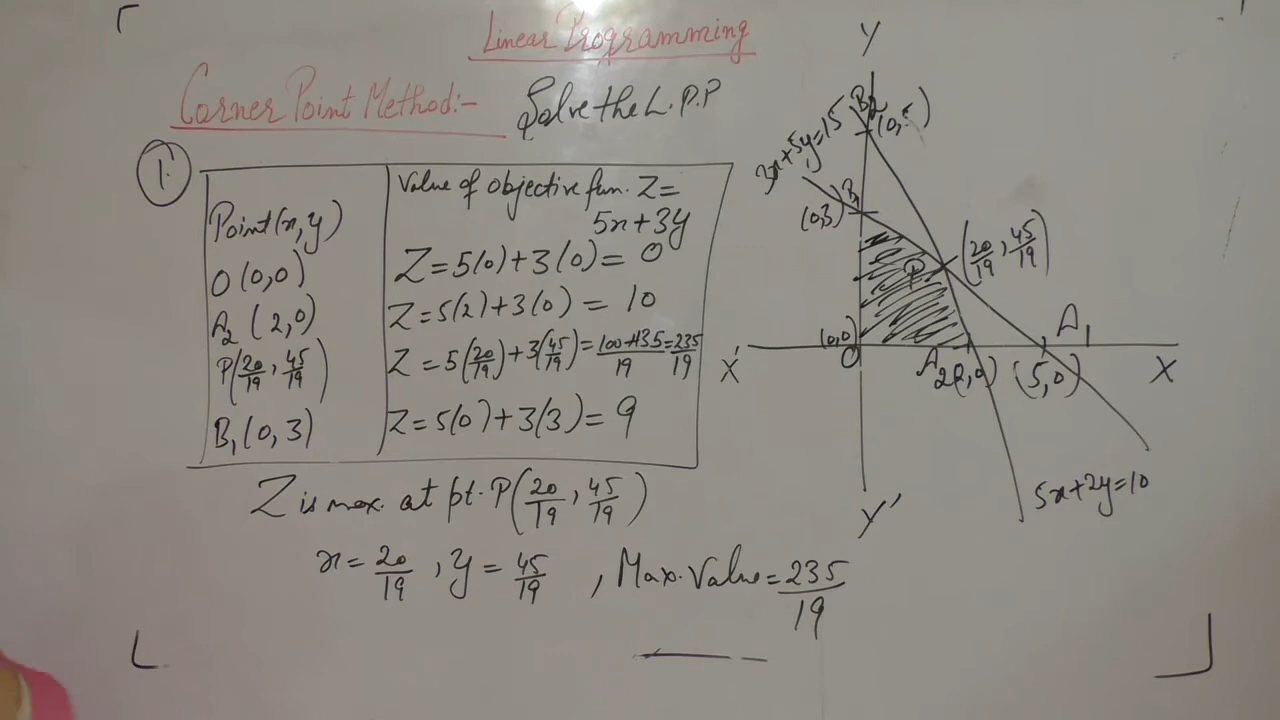 Linear Programming
Corner Point Method:- Solve the L.P.P
1.
Point(x,y)
O(0,0)
A₂ (2,0)
P(20/19, 45/19)
B₁(0,3)
Value of objective fun. Z=
5x+3y
Z=5(0)+3(0)=0
Z=5(2)+3(0)=10
Z=5(20/19)+3(45/19)=100+135/19=235/19
Z=5(0)+3(3)=9
Z is max. at pt. P(20/19, 45/19)
x=20/19, y=45/19, Max. Value=235/19
Y
B₂
(0,5)
3x+5y=15
B₁
(0,3)
P
(20/19, 45/19)
(0,0)
O
A₂(2,0)
A₁
(5,0)
X'
X
5x+2y=10
Y'